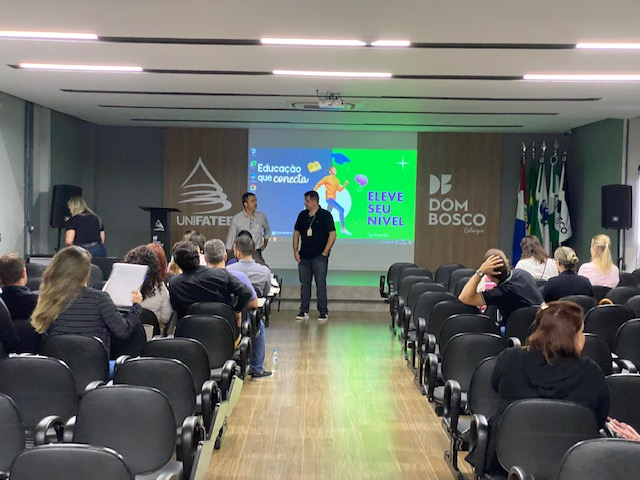 Educação
que conecta
ELEVE
SEU
NÍVEL
UNIFATEB
DOM
BOSCO